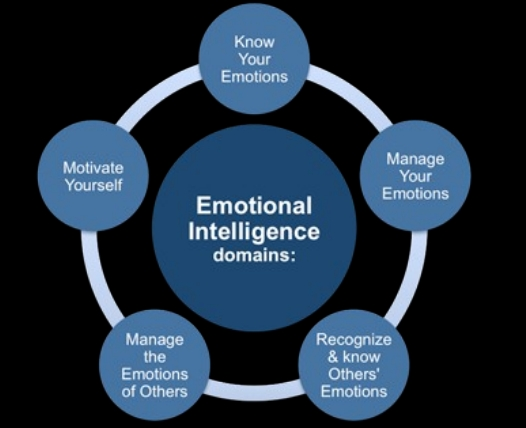 Know
Your
Emotions
Manage
Your
Emotions
Recognize
& know
Others'
Emotions
Manage
the
Emotions
of Others
Motivate
Yourself
Emotional
Intelligence
domains: